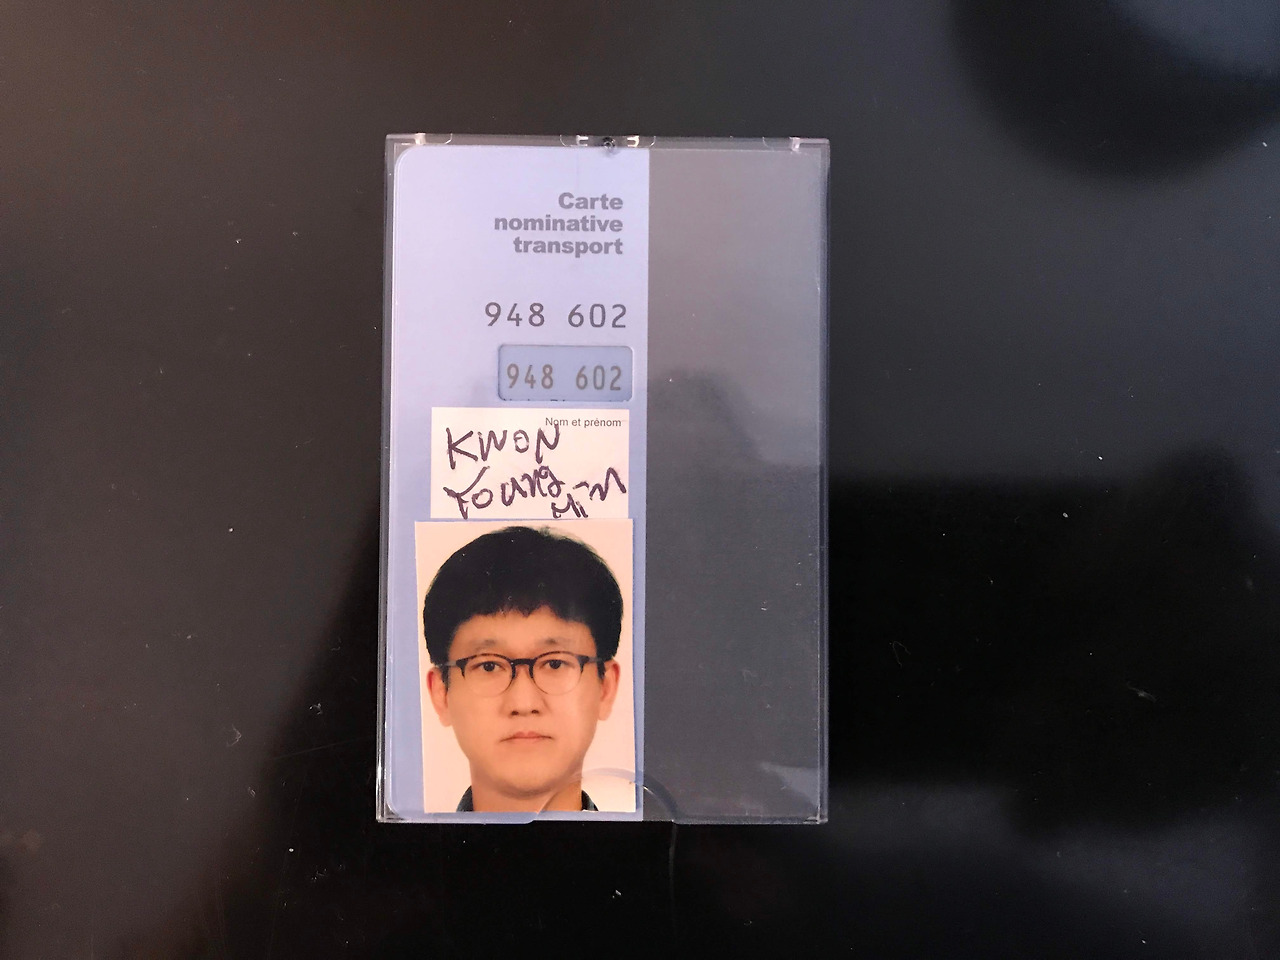 Carte
nominative
transport
948 602
948 602
Nom et prénom
KWON
Young
Min